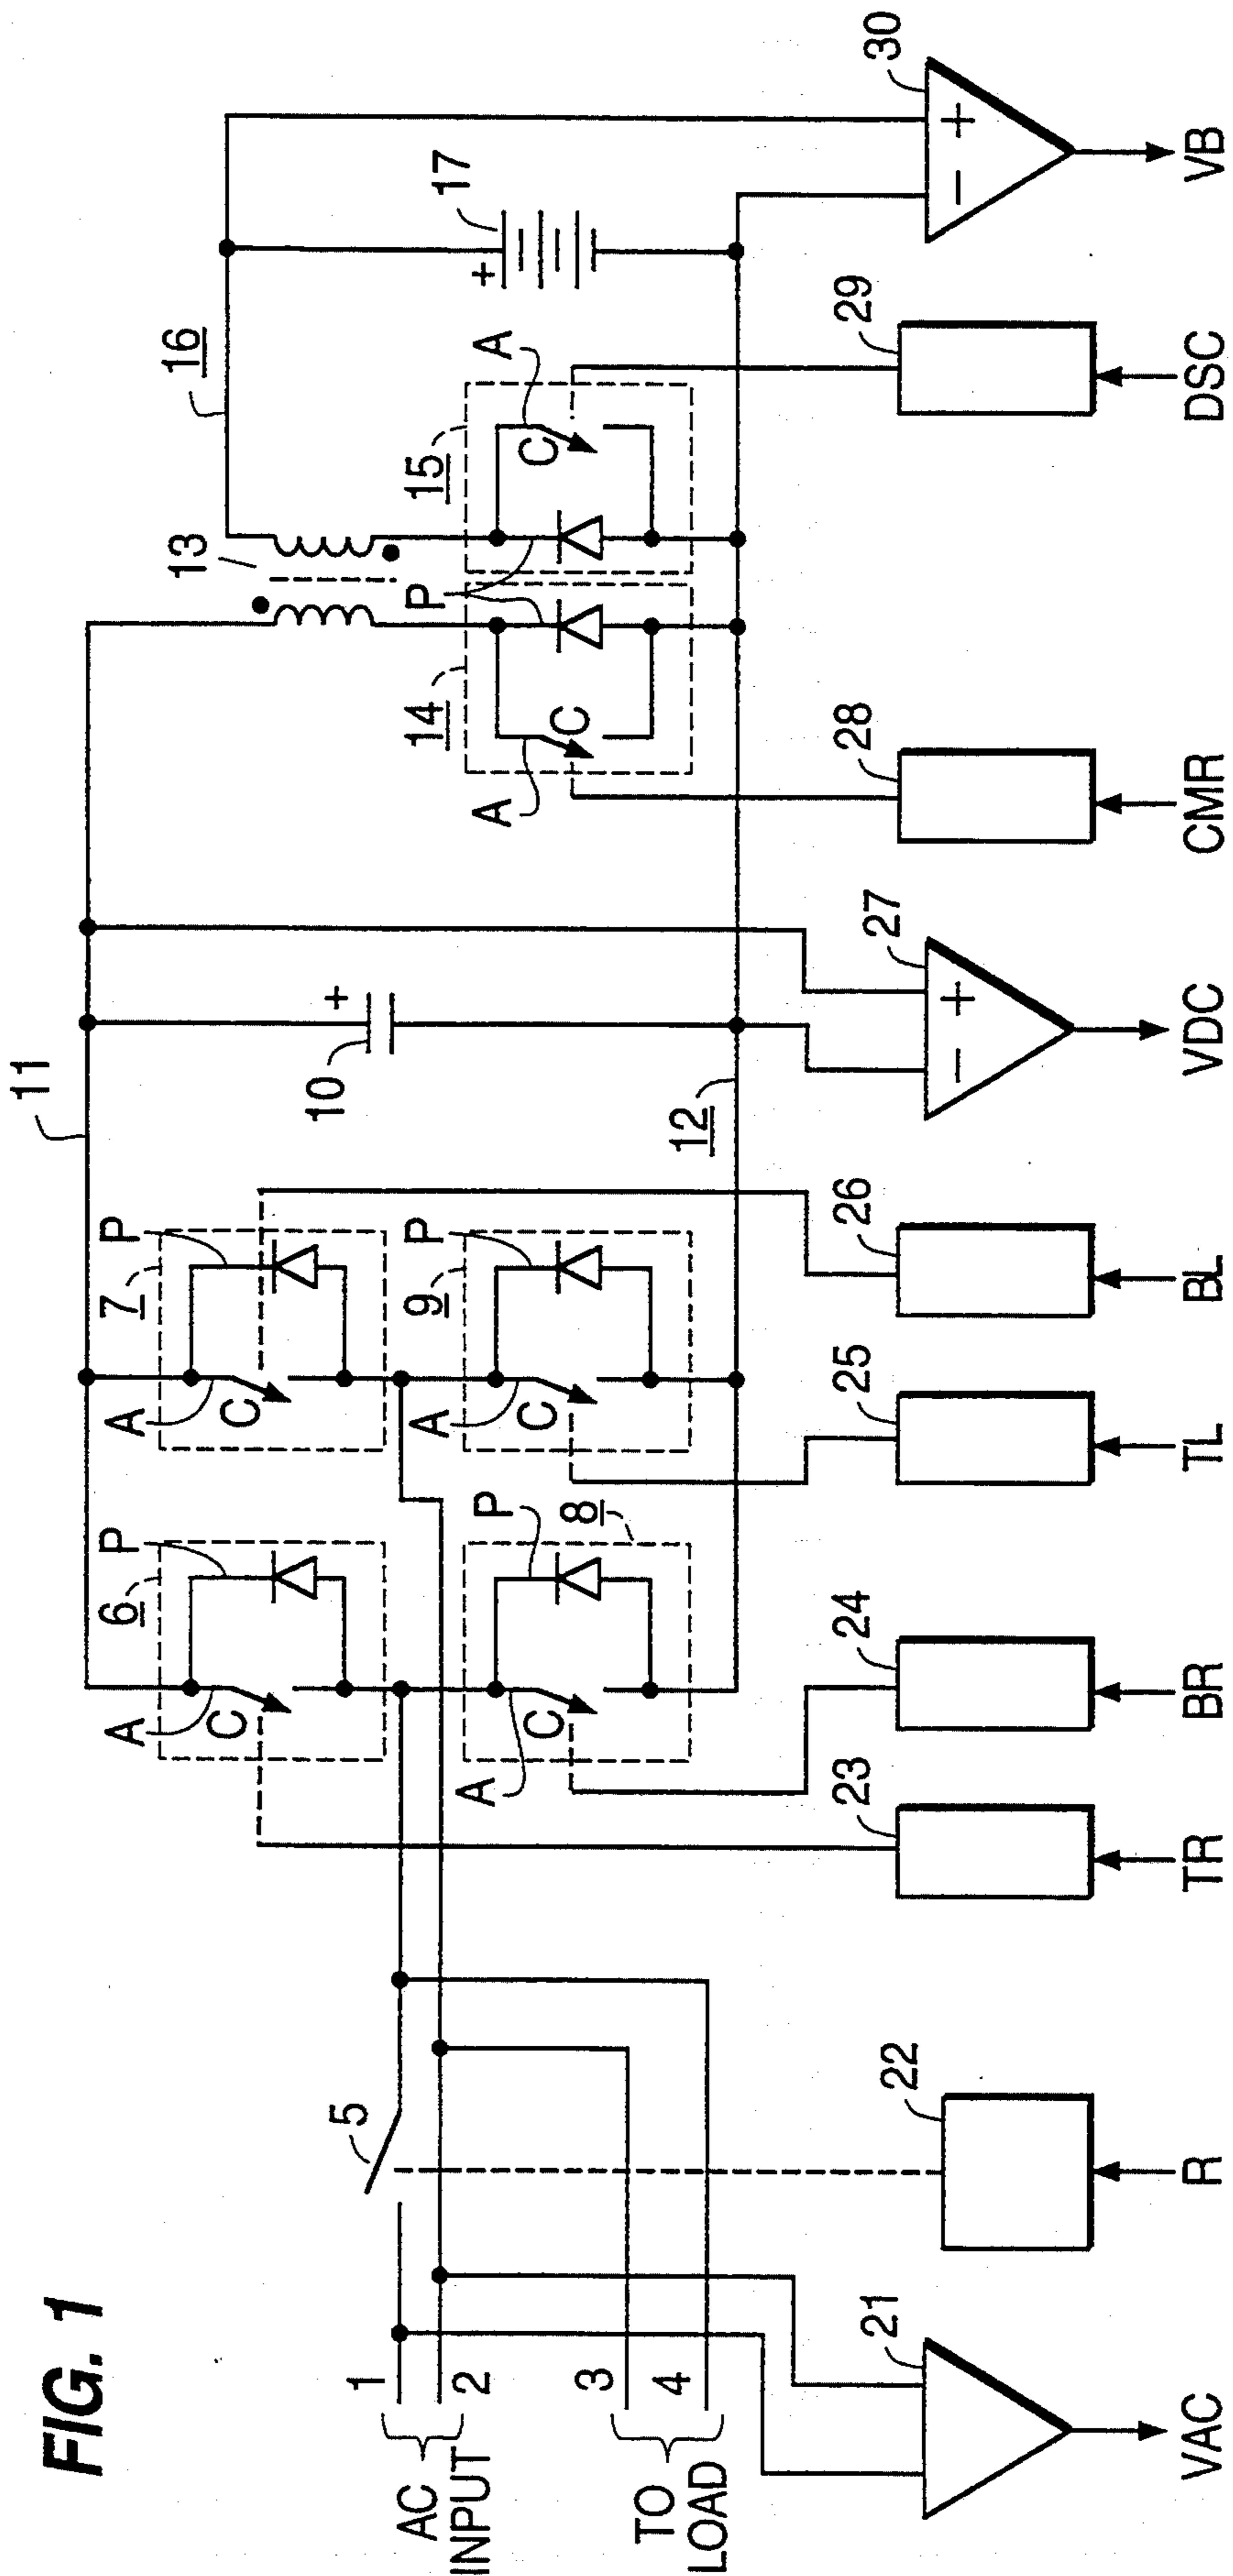 FIG. 1
11
16
13
6
P
7
P
A
C
A
C
10
+
14
15
17
+
P
A
C
C
A
5
8
P
9
P
A
C
A
C
12
AC
INPUT
1
2
TO
LOAD
3
4
21
22
23
24
25
26
27
28
29
30
− +
− +
VAC
R
TR
BR
TL
BL
VDC
CMR
DSC
VB